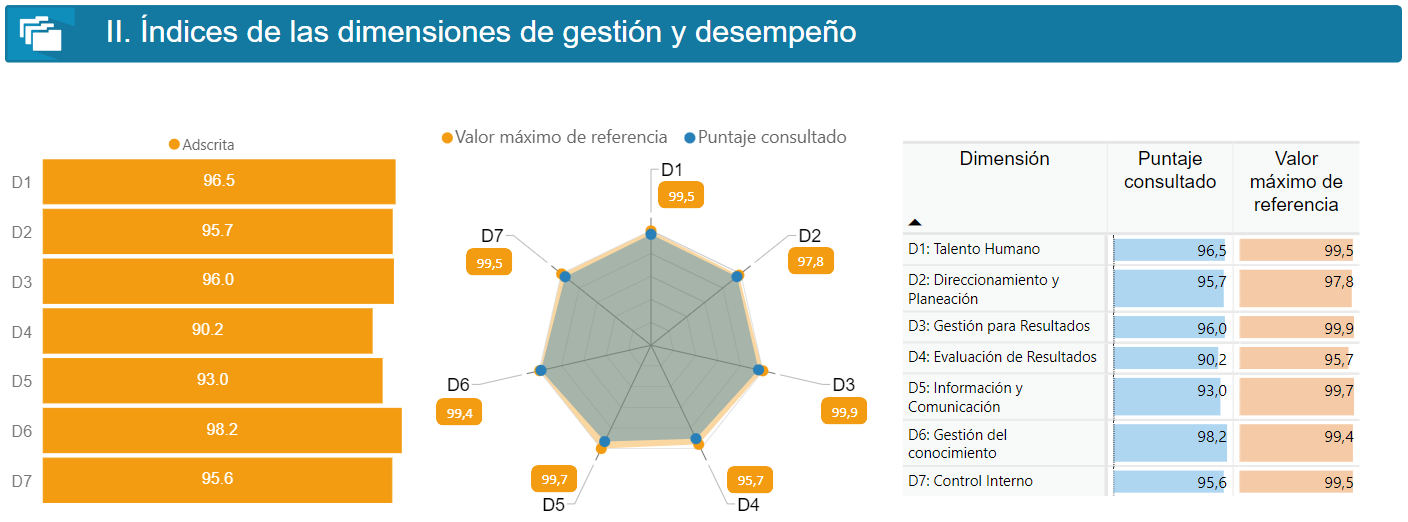 II. Índices de las dimensiones de gestión y desempeño
Adscrita
D1 96.5
D2 95.7
D3 96.0
D4 90.2
D5 93.0
D6 98.2
D7 95.6
Valor máximo de referencia Puntaje consultado
D1
99,5
D2
97,8
D3
99,9
D4
95,7
D5
99,7
D6
99,4
D7
99,5
Dimensión Puntaje Valor
consultado máximo de
referencia
D1: Talento Humano 96,5 99,5
D2: Direccionamiento y 95,7 97,8
Planeación
D3: Gestión para Resultados 96,0 99,9
D4: Evaluación de Resultados 90,2 95,7
D5: Información y 93,0 99,7
Comunicación
D6: Gestión del 98,2 99,4
conocimiento
D7: Control Interno 95,6 99,5